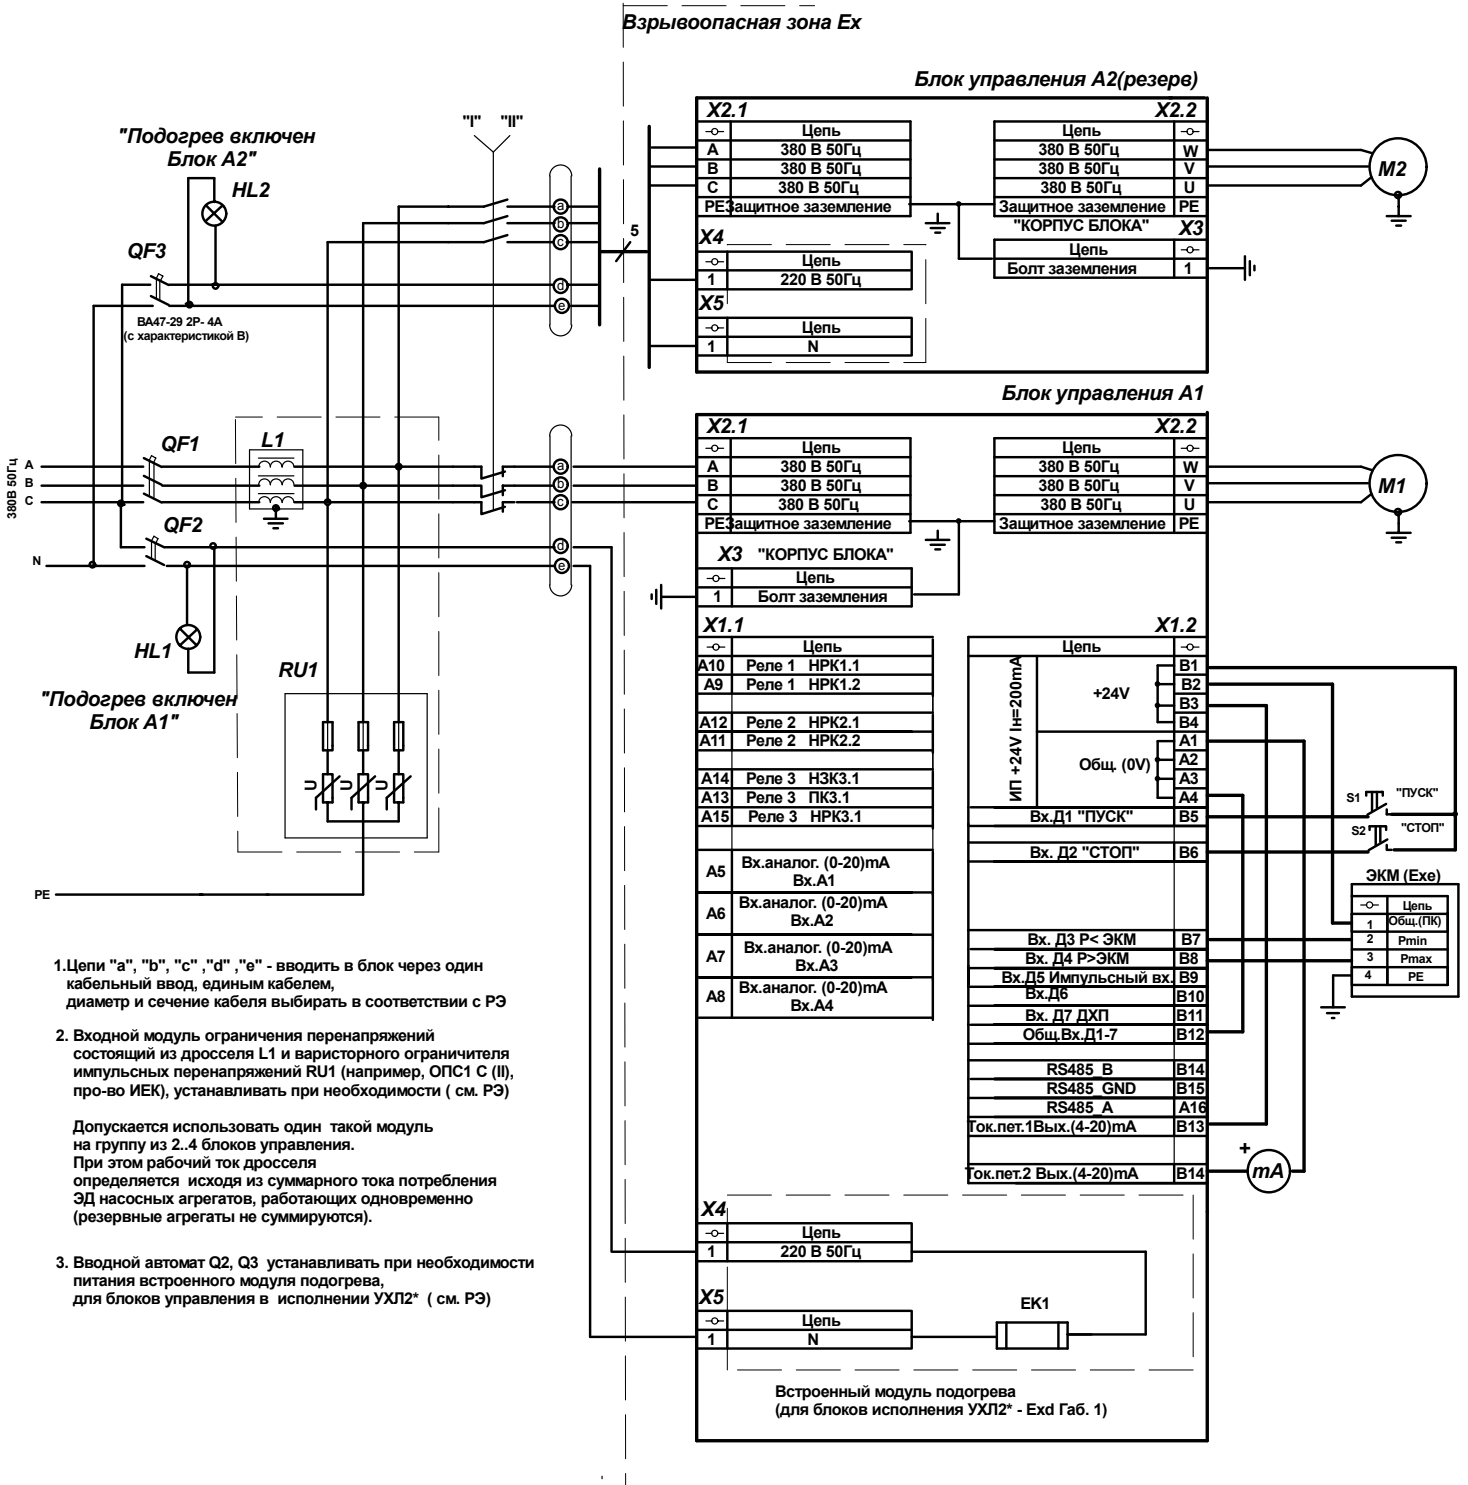 Взрывоопасная зона Ex
Блок управления A2(резерв)
"Подогрев включен
Блок A2"
HL2
QF3
ВА47-29 2Р- 4А
(с характеристикой В)
"I" "II"
a
b
c
d
e
5
X2.1
Цепь
A 380 В 50Гц
B 380 В 50Гц
C 380 В 50Гц
PE Защитное заземление
X2.2
Цепь
380 В 50Гц W
380 В 50Гц V
380 В 50Гц U
Защитное заземление PE
"КОРПУС БЛОКА" X3
Цепь
Болт заземления 1
M2
X4
Цепь
1 220 В 50Гц
X5
Цепь
1 N
Блок управления A1
380В 50Гц
A
B
C
N
QF1
L1
QF2
HL1
"Подогрев включен
Блок A1"
RU1
U U U
PE
a
b
c
d
e
X2.1
Цепь
A 380 В 50Гц
B 380 В 50Гц
C 380 В 50Гц
PE Защитное заземление
X2.2
Цепь
380 В 50Гц W
380 В 50Гц V
380 В 50Гц U
Защитное заземление PE
M1
X3 "КОРПУС БЛОКА"
Цепь
1 Болт заземления
X1.1
Цепь
A10 Реле 1 НРК1.1
A9 Реле 1 НРК1.2
A12 Реле 2 НРК2.1
A11 Реле 2 НРК2.2
A14 Реле 3 НЗК3.1
A13 Реле 3 ПК3.1
A15 Реле 3 НРК3.1
A5 Вх.аналог. (0-20)mA
Вх.A1
A6 Вх.аналог. (0-20)mA
Вх.A2
A7 Вх.аналог. (0-20)mA
Вх.A3
A8 Вх.аналог. (0-20)mA
Вх.A4
X1.2
Цепь
ИП +24V Iн=200mA
+24V
B1
B2
B3
B4
Общ. (0V)
A1
A2
A3
A4
Вх.Д1 "ПУСК" B5
Вх. Д2 "СТОП" B6
Вх. Д3 P< ЭКМ B7
Вх. Д4 P>ЭКМ B8
Вх.Д5 Импульсный вх. B9
Вх.Д6 B10
Вх. Д7 ДХП B11
Общ.Вх.Д1-7 B12
RS485_B B14
RS485_GND B15
RS485_A A16
Ток.пет.1Вых.(4-20)mA B13
Ток.пет.2 Вых.(4-20)mA B14
S1 "ПУСК"
S2 "СТОП"
ЭКМ (Exe)
Цепь
1 Общ.(ПК)
2 Pmin
3 Pmax
4 PE
+
mA
X4
Цепь
1 220 В 50Гц
X5
Цепь
1 N
EK1
Встроенный модуль подогрева
(для блоков исполнения УХЛ2* - Exd Габ. 1)
1.Цепи "a", "b", "c" ,"d" ,"e" - вводить в блок через один
кабельный ввод, единым кабелем,
диаметр и сечение кабеля выбирать в соответствии с РЭ
2. Входной модуль ограничения перенапряжений
состоящий из дросселя L1 и варисторного ограничителя
импульсных перенапряжений RU1 (например, ОПС1 С (II),
про-во ИЕК), устанавливать при необходимости ( см. РЭ)
Допускается использовать один такой модуль
на группу из 2..4 блоков управления.
При этом рабочий ток дросселя
определяется исходя из суммарного тока потребления
ЭД насосных агрегатов, работающих одновременно
(резервные агрегаты не суммируются).
3. Вводной автомат Q2, Q3 устанавливать при необходимости
питания встроенного модуля подогрева,
для блоков управления в исполнении УХЛ2* ( см. РЭ)